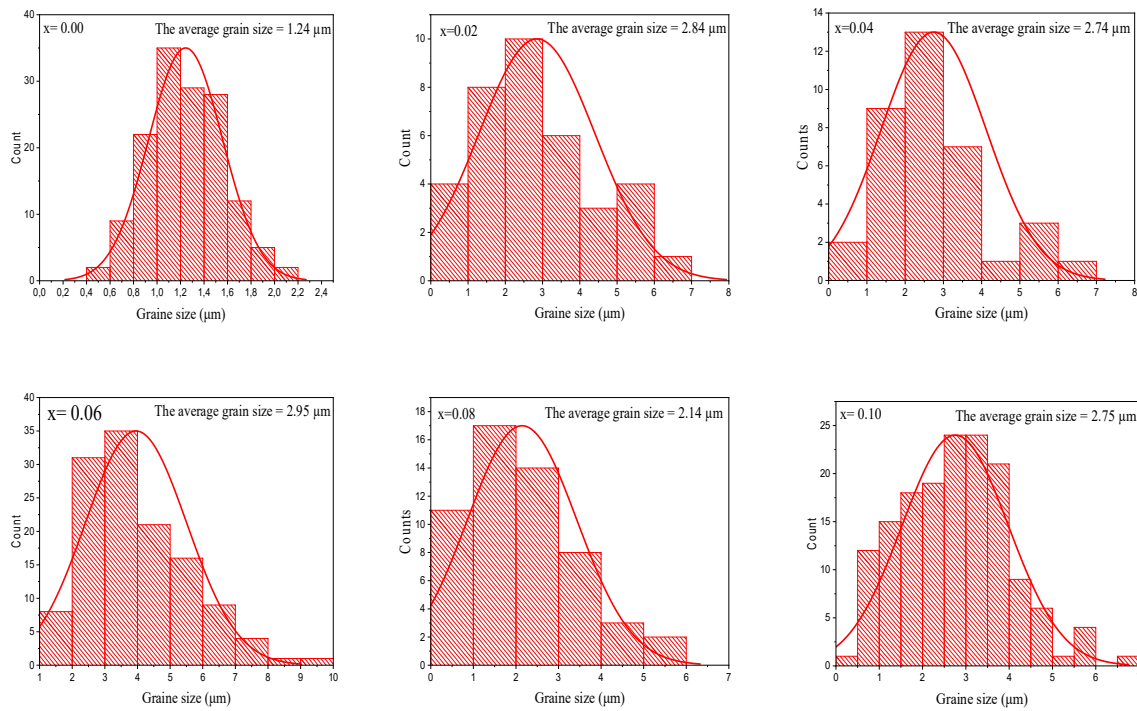 x= 0.00 The average grain size = 1.24 µm
Count
40
30
20
10
0
0,0 0,2 0,4 0,6 0,8 1,0 1,2 1,4 1,6 1,8 2,0 2,2 2,4
Graine size (µm)
x=0.02 The average grain size = 2.84 µm
Count
10
8
6
4
2
0
0 1 2 3 4 5 6 7 8
Graine size (µm)
x=0.04 The average grain size = 2.74 µm
Counts
14
12
10
8
6
4
2
0
0 1 2 3 4 5 6 7 8
Graine size (µm)
x= 0.06 The average grain size = 2.95 µm
Count
40
35
30
25
20
15
10
5
0
1 2 3 4 5 6 7 8 9 10
Graine size (µm)
x=0.08 The average grain size = 2.14 µm
Counts
18
16
14
12
10
8
6
4
2
0
0 1 2 3 4 5 6 7
Graine size (µm)
x= 0.10 The average grain size = 2.75 µm
Count
25
20
15
10
5
0
0 1 2 3 4 5 6
Graine size (µm)